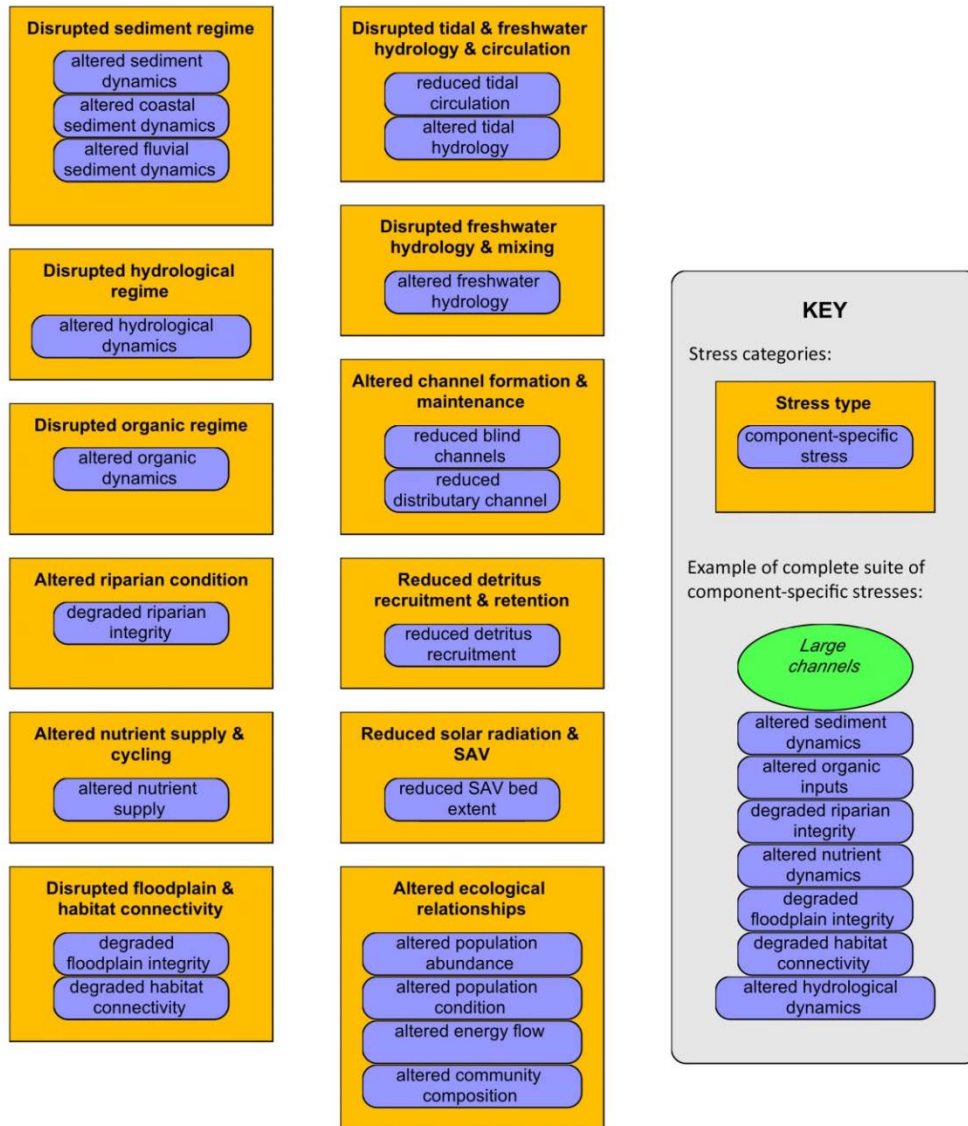 Disrupted sediment regime
altered sediment
dynamics
altered coastal
sediment dynamics
altered fluvial
sediment dynamics
Disrupted hydrological
regime
altered hydrological
dynamics
Disrupted organic regime
altered organic
dynamics
Altered riparian condition
degraded riparian
integrity
Altered nutrient supply &
cycling
altered nutrient
supply
Disrupted floodplain &
habitat connectivity
degraded
floodplain integrity
degraded habitat
connectivity
Disrupted tidal & freshwater
hydrology & circulation
reduced tidal
circulation
altered tidal
hydrology
Disrupted freshwater
hydrology & mixing
altered freshwater
hydrology
Altered channel formation &
maintenance
reduced blind
channels
reduced
distributary channel
Reduced detritus
recruitment & retention
reduced detritus
recruitment
Reduced solar radiation &
SAV
reduced SAV bed
extent
Altered ecological
relationships
altered population
abundance
altered population
condition
altered energy flow
altered community
composition
KEY
Stress categories:
Stress type
component-specific
stress
Example of complete suite of
component-specific stresses:
Large
channels
altered sediment
dynamics
altered organic
inputs
degraded riparian
integrity
altered nutrient
dynamics
degraded
floodplain integrity
degraded habitat
connectivity
altered hydrological
dynamics